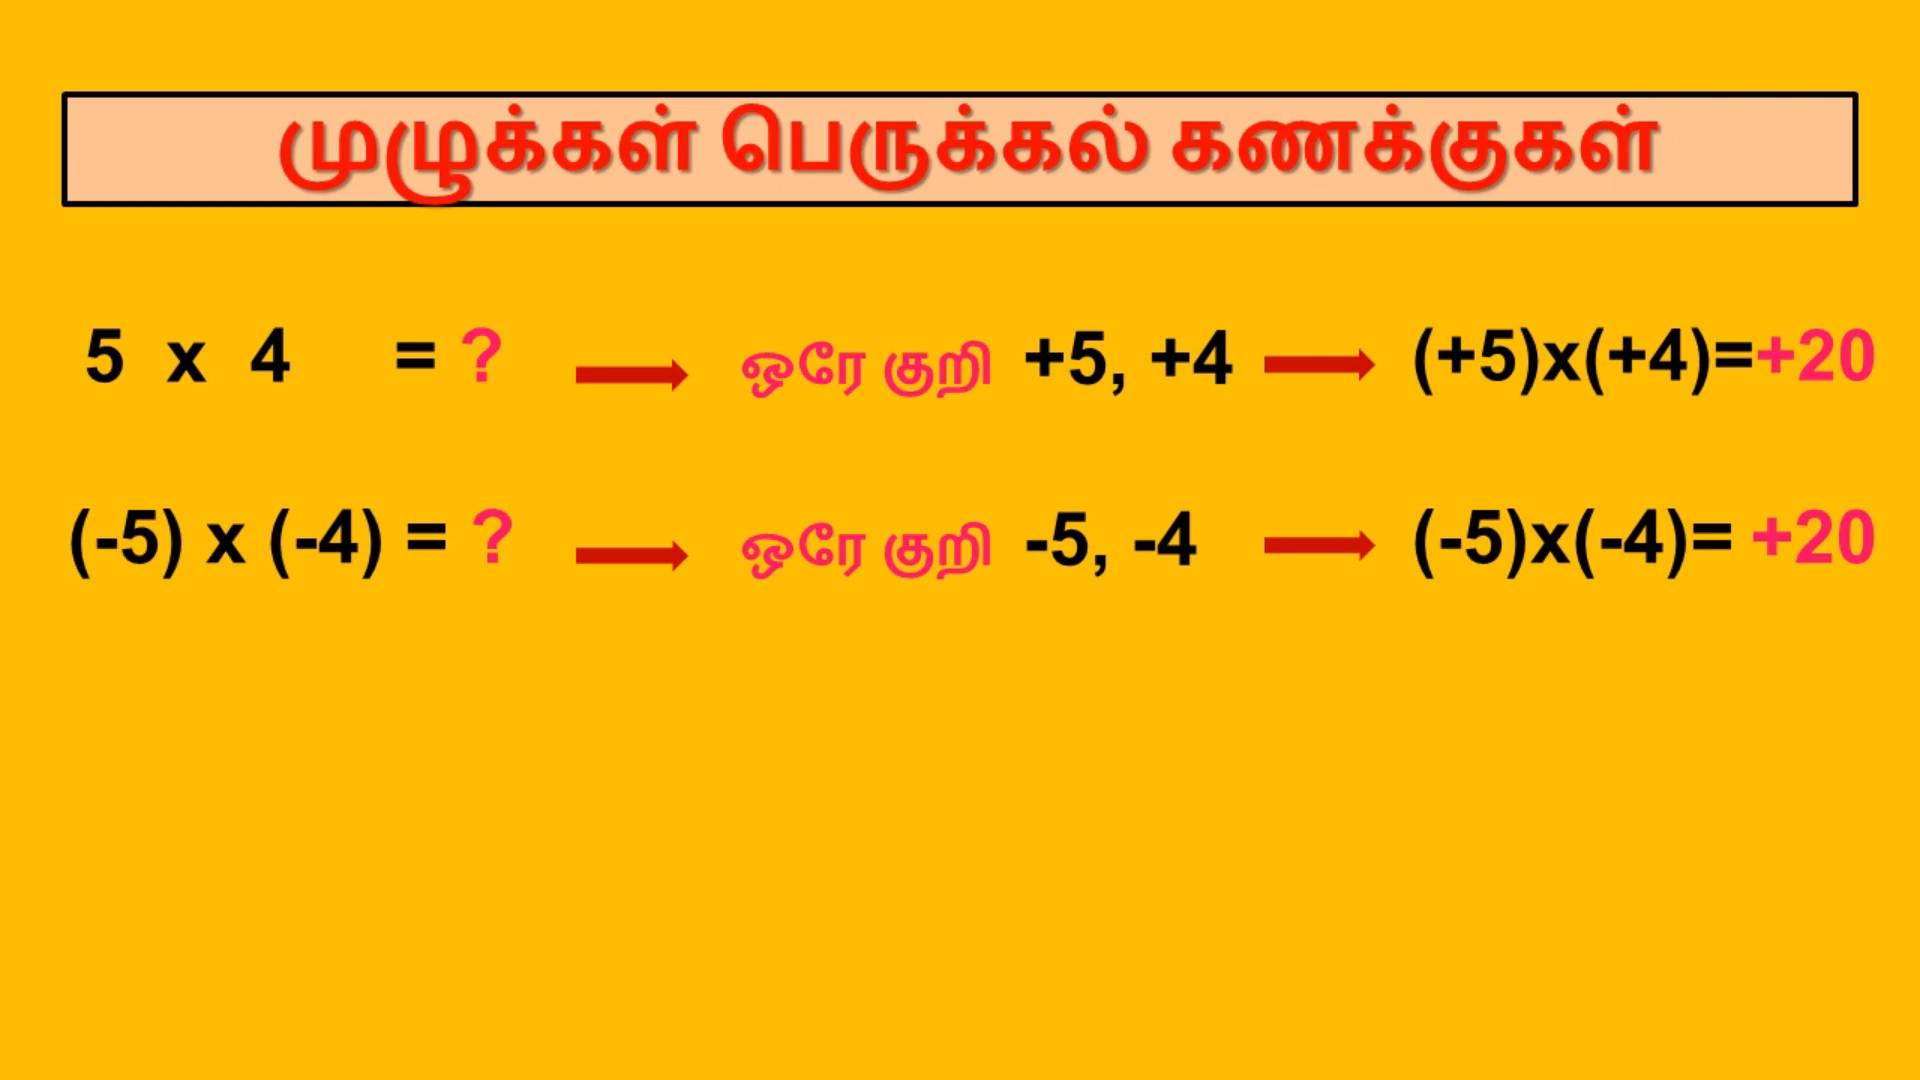 முழுக்கள் பெருக்கல் கணக்குகள்
5 x 4 = ? ஒரே குறி +5, +4 (+5)x(+4)=+20
(-5) x (-4) = ? ஒரே குறி -5, -4 (-5)x(-4)= +20